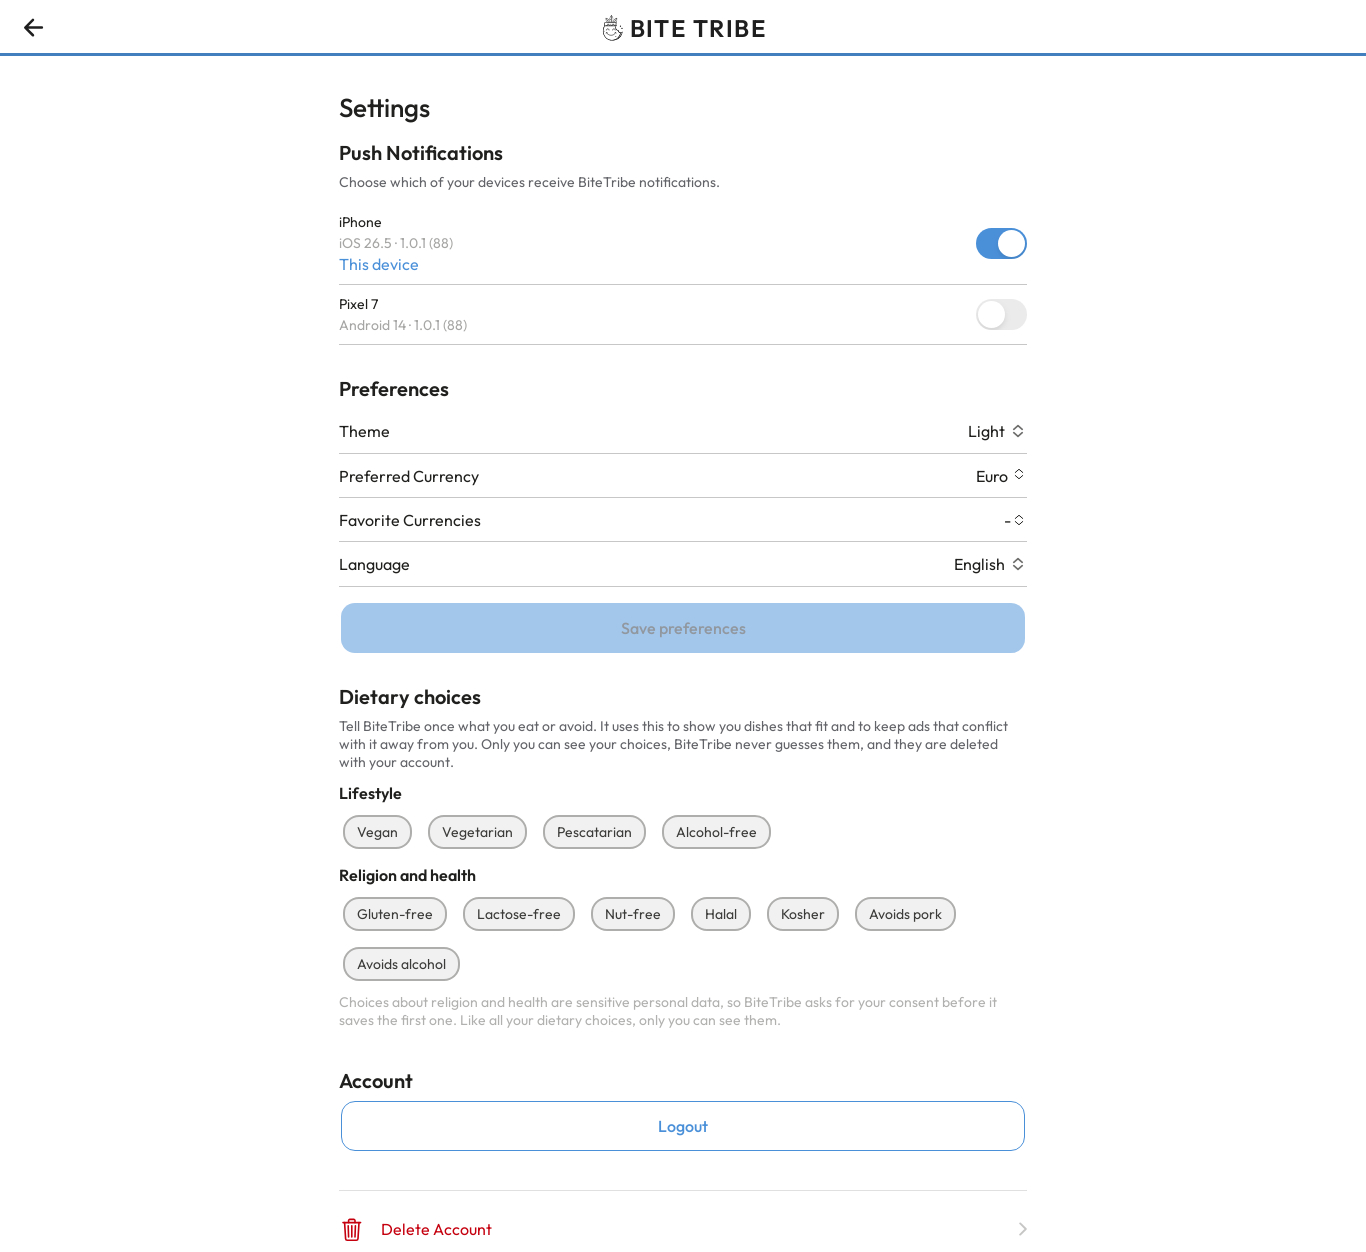 BITE TRIBE
Settings
Push Notifications
Choose which of your devices receive BiteTribe notifications.
iPhone
iOS 26.5 · 1.0.1 (88)
This device
Pixel 7
Android 14 · 1.0.1 (88)
Preferences
Theme Light
Preferred Currency Euro
Favorite Currencies -
Language English
Save preferences
Dietary choices
Tell BiteTribe once what you eat or avoid. It uses this to show you dishes that fit and to keep ads that conflict
with it away from you. Only you can see your choices, BiteTribe never guesses them, and they are deleted
with your account.
Lifestyle
Vegan Vegetarian Pescatarian Alcohol-free
Religion and health
Gluten-free Lactose-free Nut-free Halal Kosher Avoids pork
Avoids alcohol
Choices about religion and health are sensitive personal data, so BiteTribe asks for your consent before it
saves the first one. Like all your dietary choices, only you can see them.
Account
Logout
Delete Account